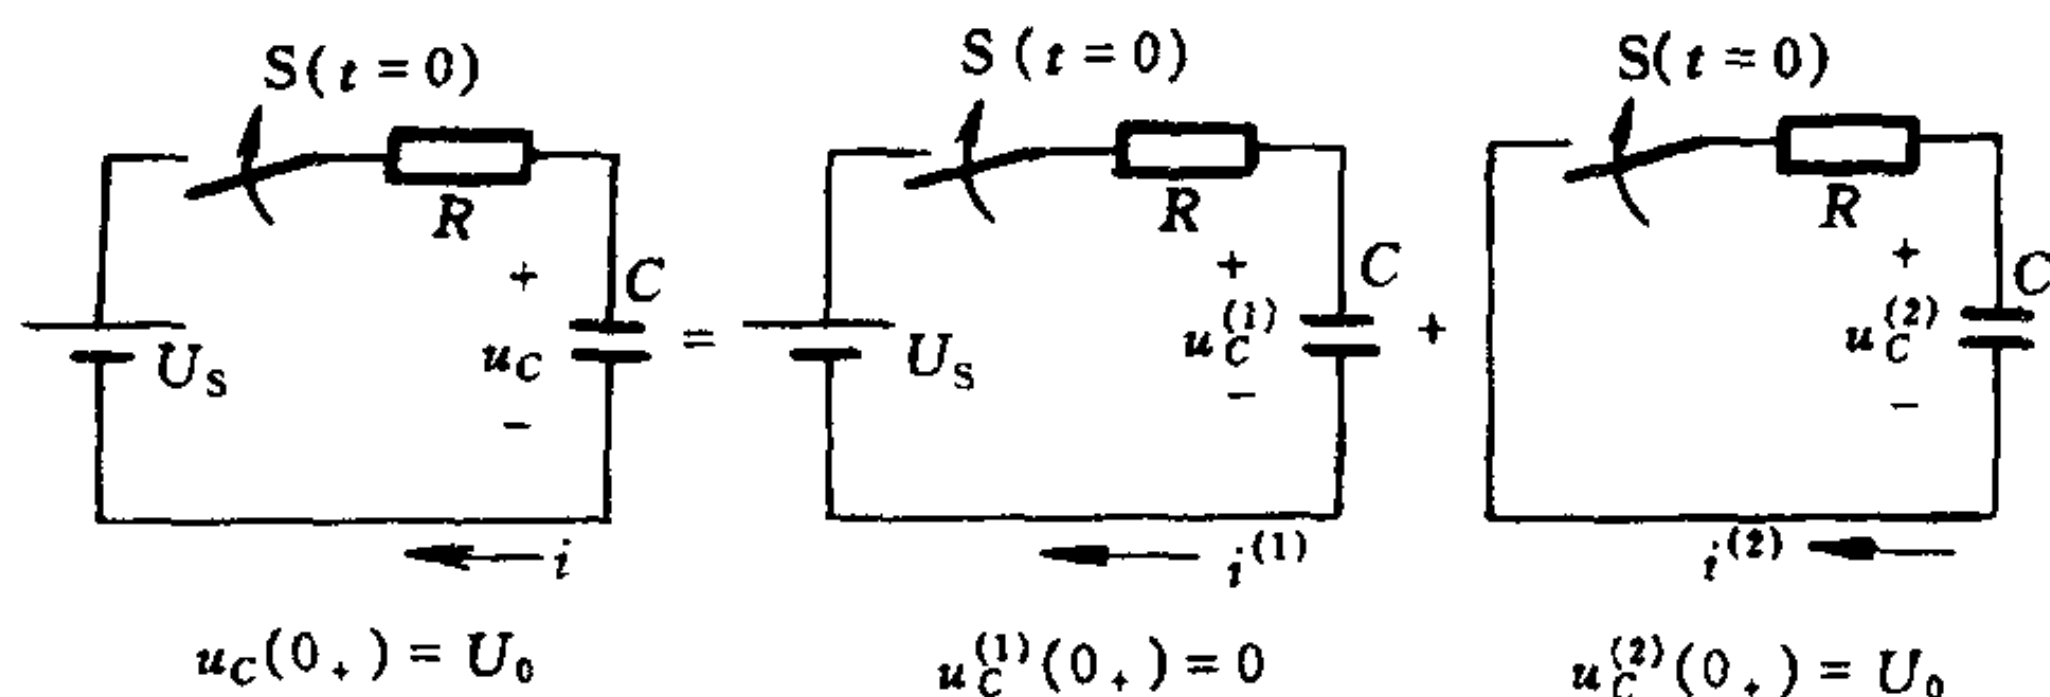 S(t = 0) S(t = 0) S(t = 0)
R R R
+ C + C + C
U_S u_C = U_S u_C^{(1)} + u_C^{(2)}
− − −
i i^{(1)} i^{(2)}
u_C(0_+) = U_0 u_C^{(1)}(0_+) = 0 u_C^{(2)}(0_+) = U_0